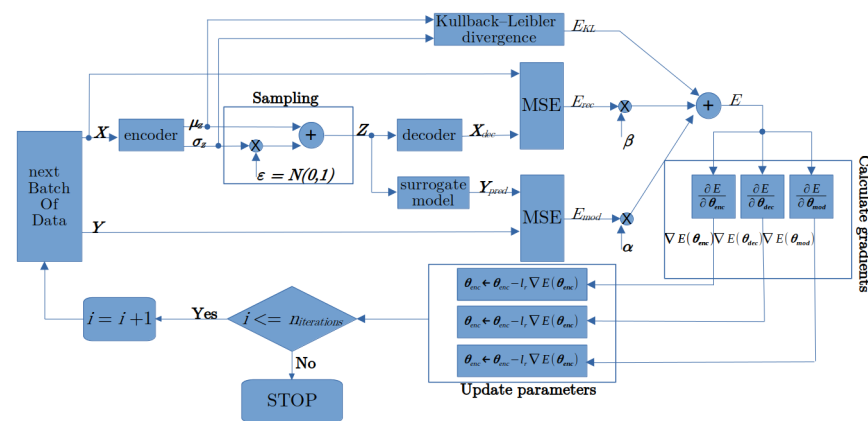 Kullback–Leibler
divergence
E_KL
Sampling
X
encoder
μ_z
σ_z
×
+
ε = N(0,1)
Z
decoder
X_dec
MSE
E_rec
×
β
+
E
next
Batch
Of
Data
surrogate
model
Y_pred
Y
MSE
E_mod
×
α
Calculate gradients
∂E
∂θ_enc
∂E
∂θ_dec
∂E
∂θ_mod
∇E(θ_enc)∇E(θ_dec)∇E(θ_mod)
θ_enc ← θ_enc − l_r ∇E(θ_enc)
θ_enc ← θ_enc − l_r ∇E(θ_enc)
θ_enc ← θ_enc − l_r ∇E(θ_enc)
Update parameters
i = i +1
Yes
i <= n_iterations
No
STOP